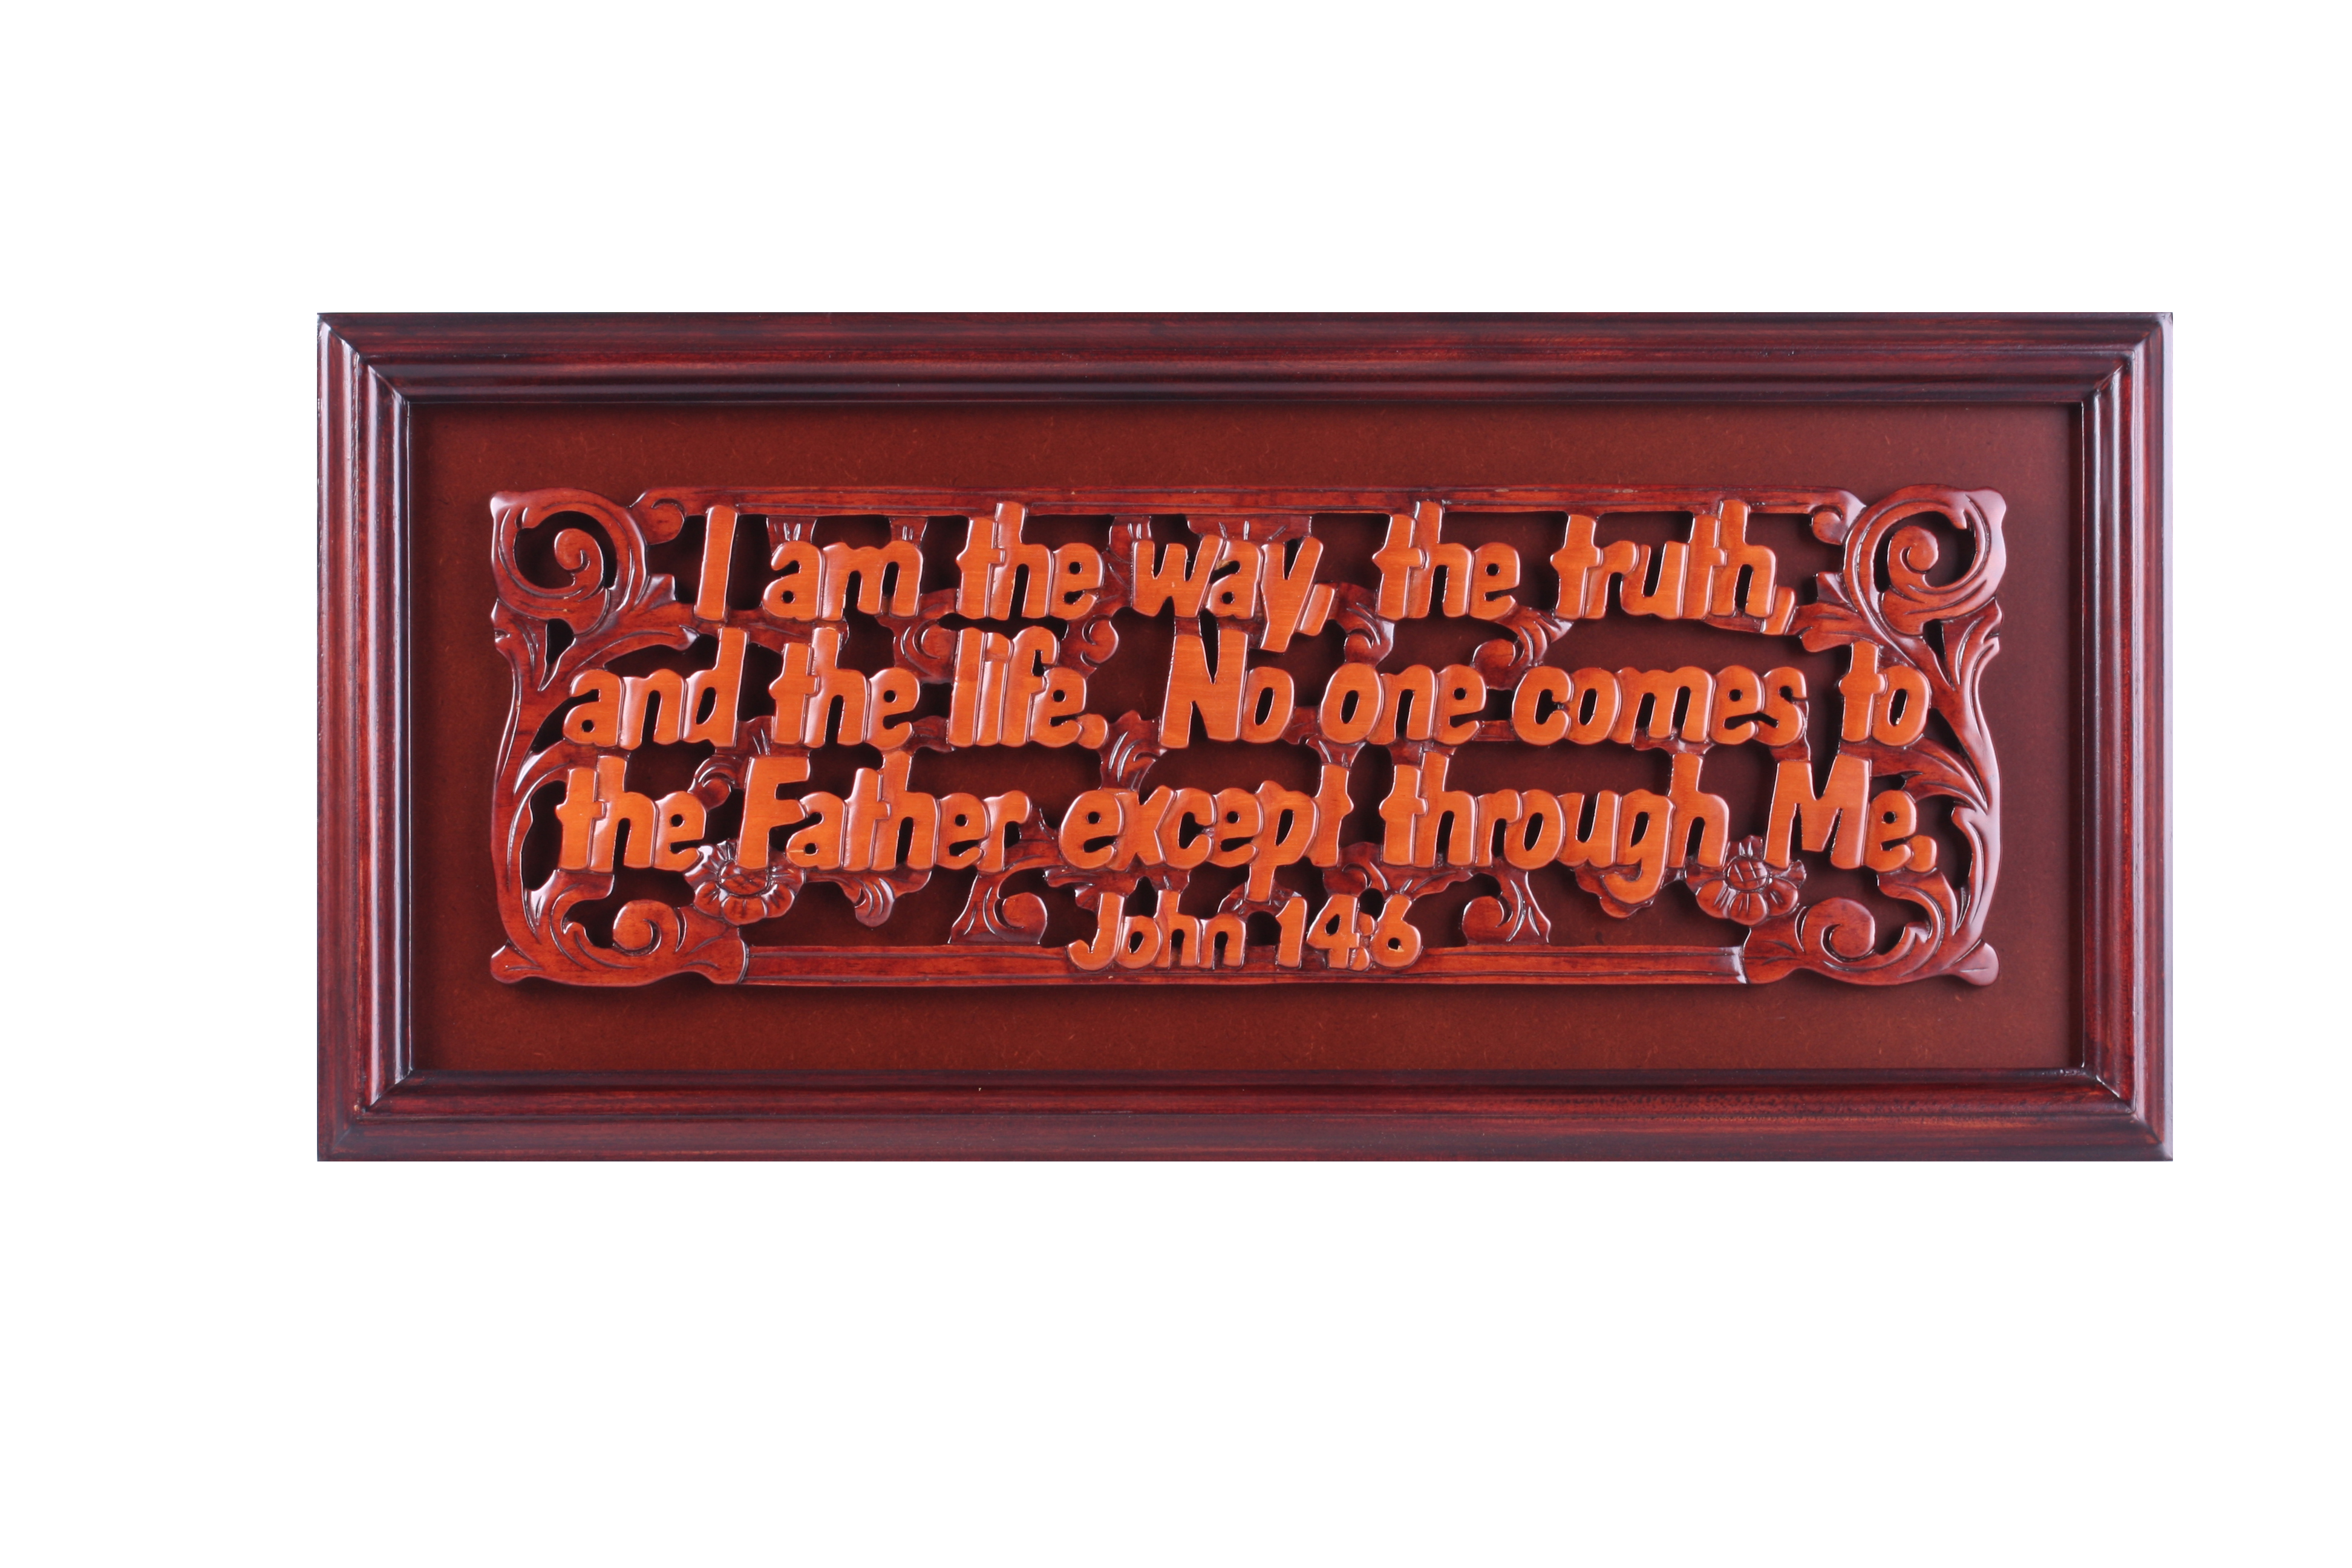 I am the way, the truth,
and the life. No one comes to
the Father except through Me.
John 14:6